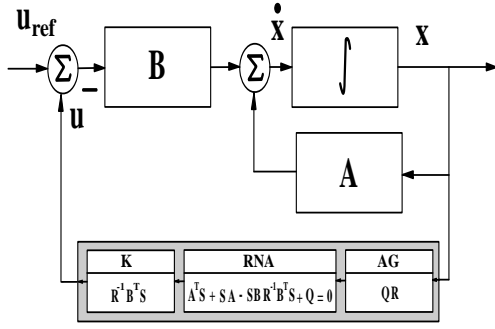 u_ref
ẋ
x
Σ
B
Σ
∫
−
u
A
K
RNA
AG
R⁻¹BᵀS
AᵀS + SA - SBR⁻¹BᵀS + Q = 0
QR